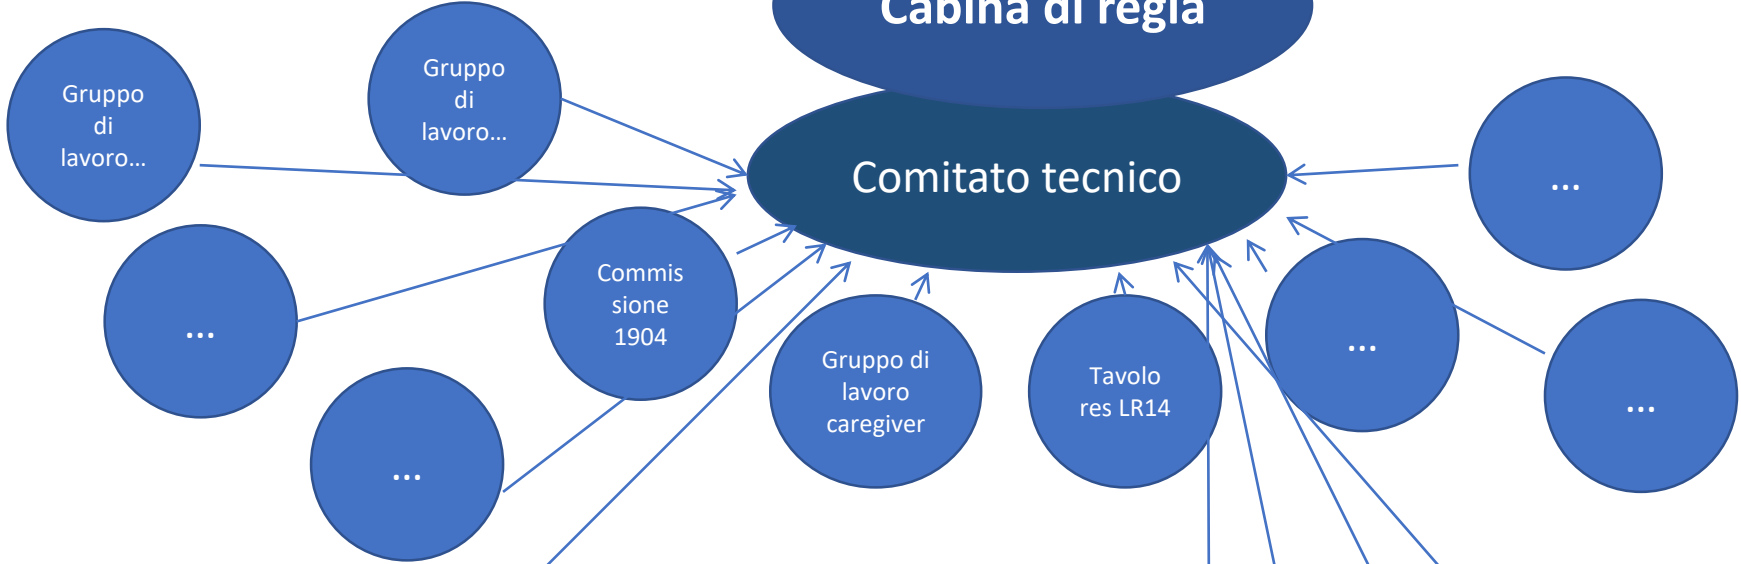 Cabina di regia
Gruppo
di
lavoro…
Gruppo
di
lavoro…
Comitato tecnico
…
…
Commis
sione
1904
…
Gruppo di
lavoro
caregiver
Tavolo
res LR14
…
…